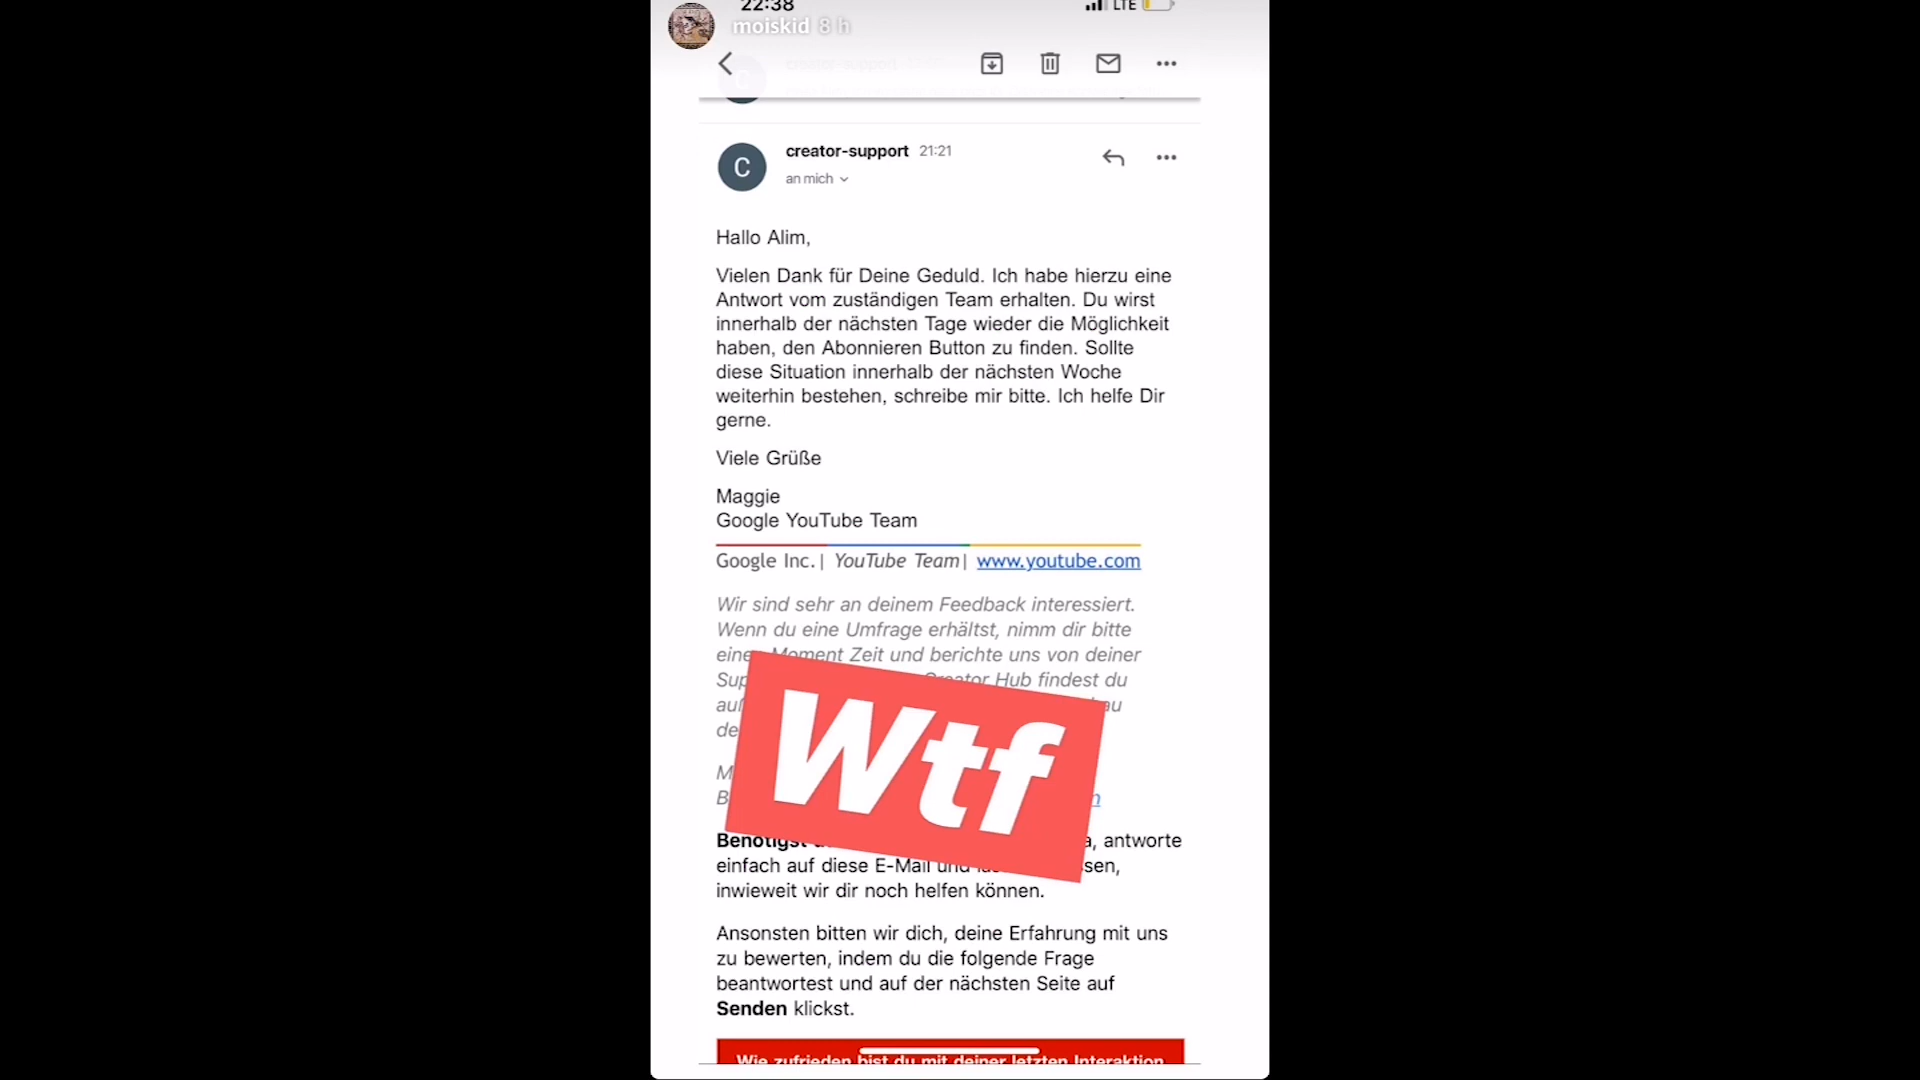 22:38
LTE
moiskid 8 h
creator-support 21:21
C
an mich
Hallo Alim,
Vielen Dank für Deine Geduld. Ich habe hierzu eine
Antwort vom zuständigen Team erhalten. Du wirst
innerhalb der nächsten Tage wieder die Möglichkeit
haben, den Abonnieren Button zu finden. Sollte
diese Situation innerhalb der nächsten Woche
weiterhin bestehen, schreibe mir bitte. Ich helfe Dir
gerne.
Viele Grüße
Maggie
Google YouTube Team
Google Inc.| YouTube Team| www.youtube.com
Wir sind sehr an deinem Feedback interessiert.
Wenn du eine Umfrage erhältst, nimm dir bitte
Moment Zeit und berichte uns von deiner
Creator Hub findest du
Wtf
Benötigst antworte
einfach auf diese E-Mail und
inwieweit wir dir noch helfen können.
Ansonsten bitten wir dich, deine Erfahrung mit uns
zu bewerten, indem du die folgende Frage
beantwortest und auf der nächsten Seite auf
Senden klickst.
Wie zufrieden bist du mit deiner letzten Interaktion